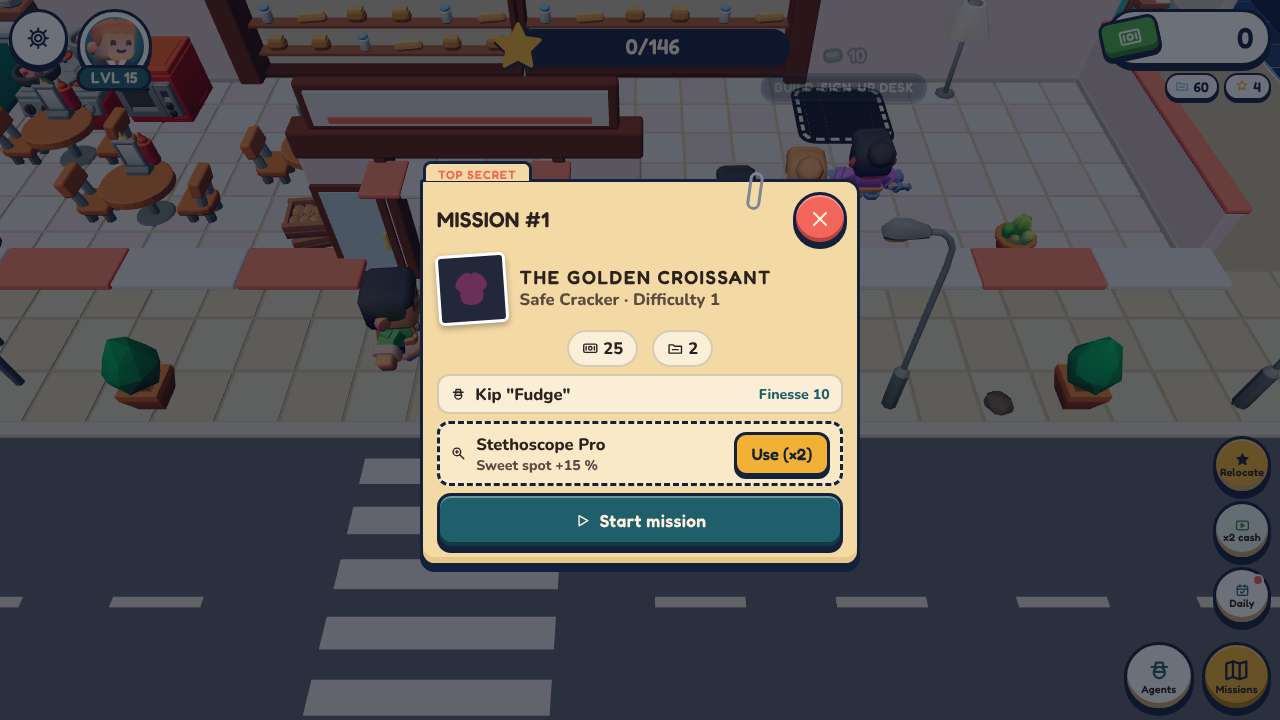 LVL 15
0/146
10
BUILD SIGN-UP DESK
0
60
4
TOP SECRET
MISSION #1
THE GOLDEN CROISSANT
Safe Cracker · Difficulty 1
25
2
Kip "Fudge"
Finesse 10
Stethoscope Pro
Sweet spot +15 %
Use (x2)
Start mission
Relocate
x2 cash
Daily
Agents
Missions